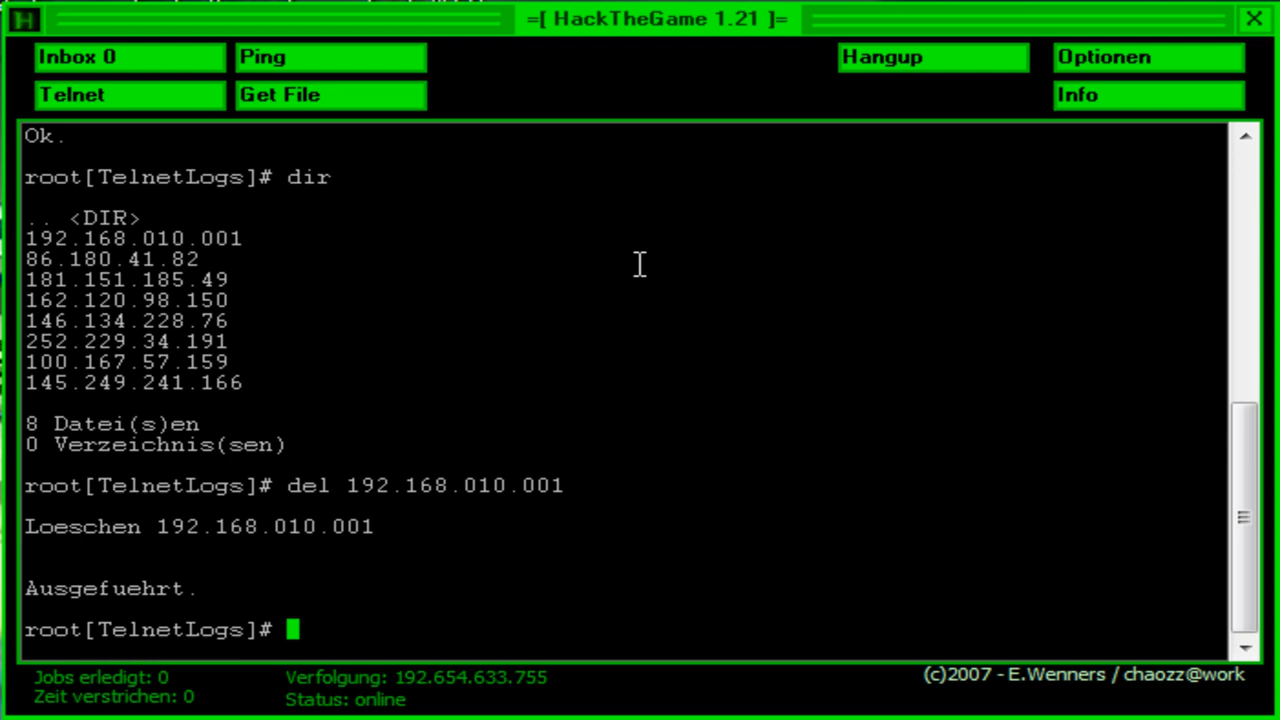 H =[ HackTheGame 1.21 ]= X
Inbox 0 Ping Hangup Optionen
Telnet Get File Info
Ok.
root[TelnetLogs]# dir
.. <DIR>
192.168.010.001
86.180.41.82
181.151.185.49
162.120.98.150
146.134.228.76
252.229.34.191
100.167.57.159
145.249.241.166
8 Datei(s)en
0 Verzeichnis(sen)
root[TelnetLogs]# del 192.168.010.001
Loeschen 192.168.010.001
Ausgefuehrt.
root[TelnetLogs]#
Jobs erledigt: 0 Verfolgung: 192.654.633.755 (c)2007 - E.Wenners / chaozz@work
Zeit verstrichen: 0 Status: online